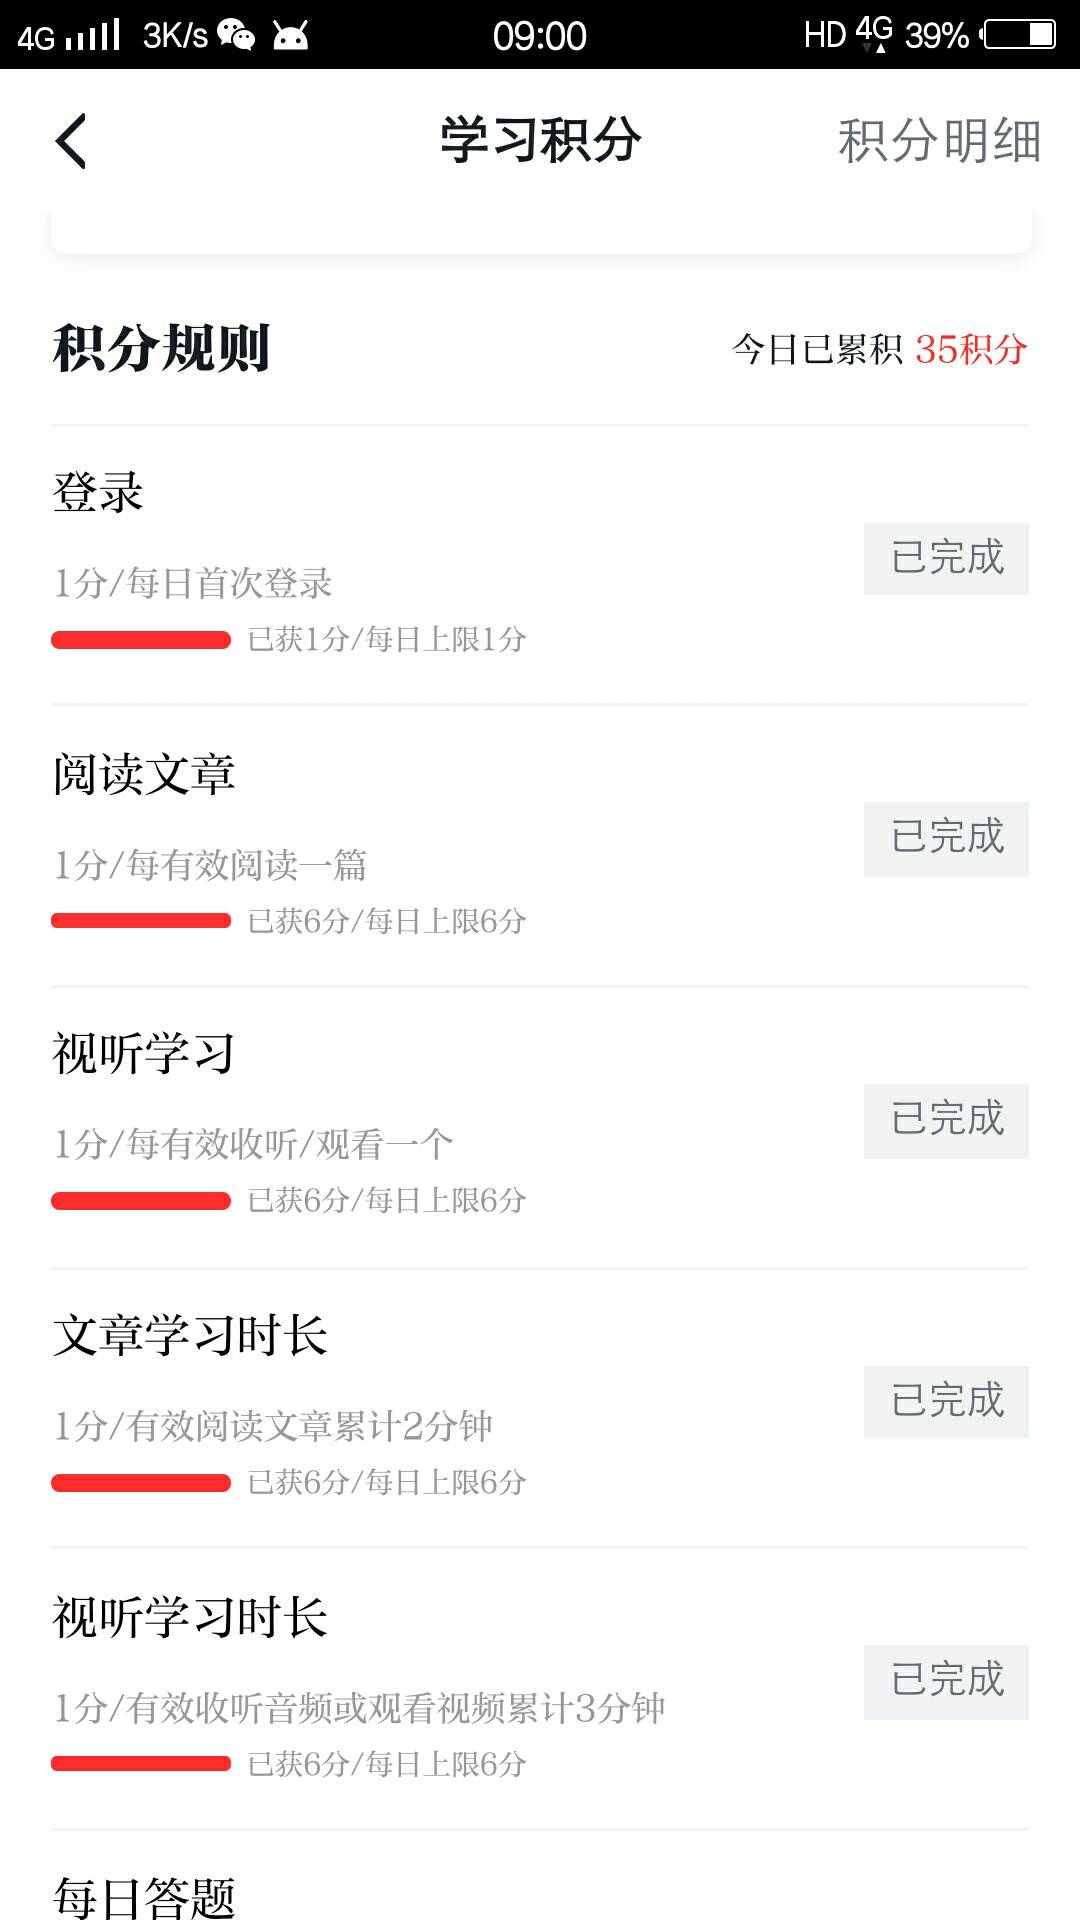 4G 3K/s 09:00 HD 4G 39%
学习积分 积分明细
积分规则 今日已累积 35积分
登录
已完成
1分/每日首次登录
已获1分/每日上限1分
阅读文章
已完成
1分/每有效阅读一篇
已获6分/每日上限6分
视听学习
已完成
1分/每有效收听/观看一个
已获6分/每日上限6分
文章学习时长
已完成
1分/有效阅读文章累计2分钟
已获6分/每日上限6分
视听学习时长
已完成
1分/有效收听音频或观看视频累计3分钟
已获6分/每日上限6分
每日答题